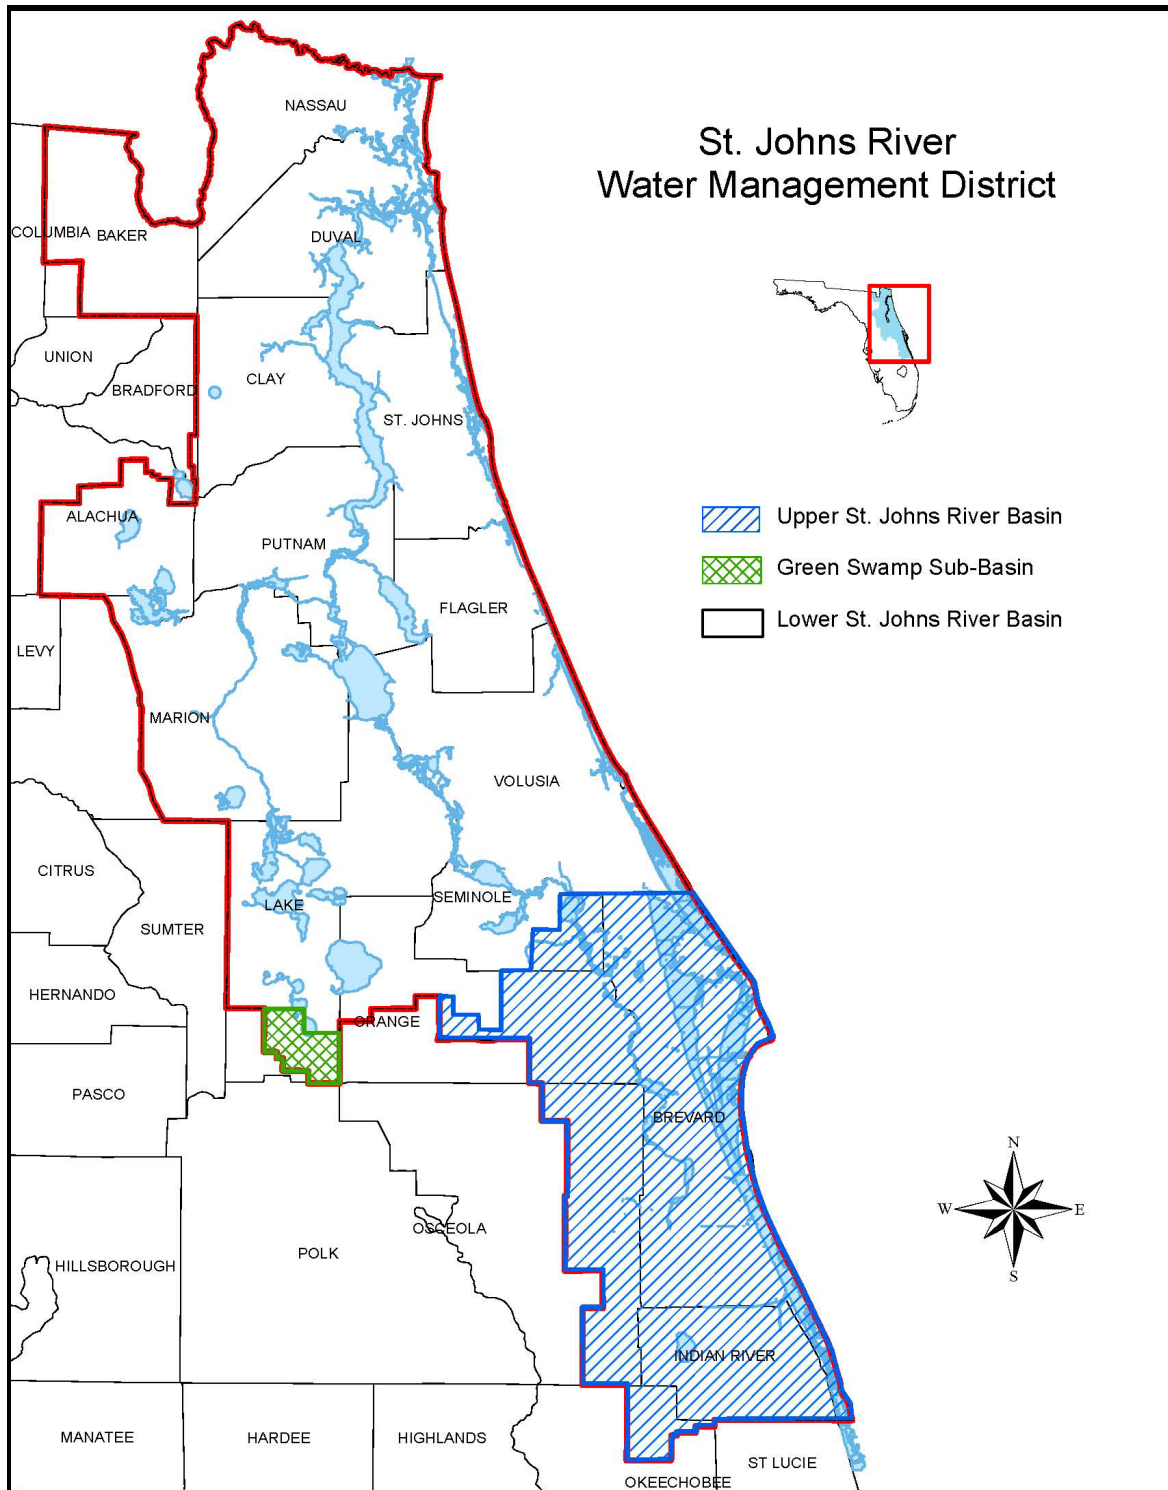 St. Johns River
Water Management District
NASSAU
COLUMBIA
BAKER
DUVAL
UNION
BRADFORD
CLAY
ST. JOHNS
ALACHUA
PUTNAM
FLAGLER
LEVY
MARION
VOLUSIA
Upper St. Johns River Basin
Green Swamp Sub-Basin
Lower St. Johns River Basin
CITRUS
SUMTER
LAKE
SEMINOLE
HERNANDO
ORANGE
PASCO
BREVARD
OSCEOLA
POLK
HILLSBOROUGH
INDIAN RIVER
MANATEE
HARDEE
HIGHLANDS
OKEECHOBEE
ST LUCIE
N
W
E
S